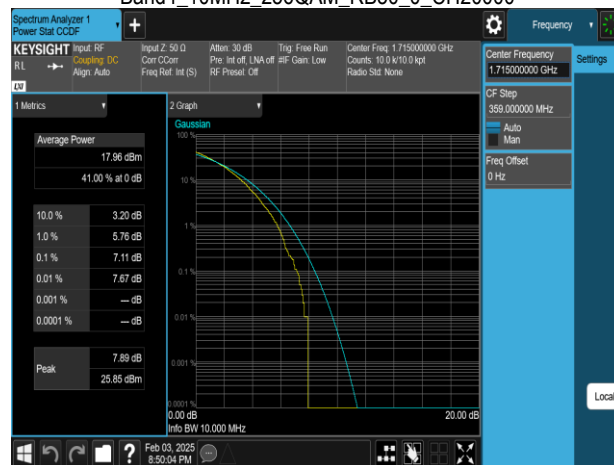 Spectrum Analyzer 1
Power Stat CCDF
Frequency
KEYSIGHT
RL
LXI
Input: RF
Coupling: DC
Align: Auto
Input Z: 50 Ω
Corr CCorr
Freq Ref: Int (S)
Atten: 30 dB
Pre: Int off, LNA off
RF Presel: Off
Trig: Free Run
#IF Gain: Low
Center Freq: 1.715000000 GHz
Counts: 10.0 k/10.0 kpt
Radio Std: None
Center Frequency
1.715000000 GHz
Settings
CF Step
359.000000 MHz
Auto
Man
Freq Offset
0 Hz
Local
1 Metrics
Average Power
17.96 dBm
41.00 % at 0 dB
10.0 % 3.20 dB
1.0 % 5.76 dB
0.1 % 7.11 dB
0.01 % 7.67 dB
0.001 % --- dB
0.0001 % --- dB
Peak
7.89 dB
25.85 dBm
2 Graph
Gaussian
100 %
10 %
1 %
0.1 %
0.01 %
0.001 %
0.0001 %
0.00 dB
20.00 dB
Info BW 10.000 MHz
?
Feb 03, 2025
8:50:04 PM